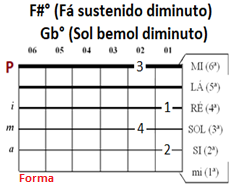 F#° (Fá sustenido diminuto)
Gb° (Sol bemol diminuto)
06 05 04 03 02 01
P 3 MI (6ª)
LÁ (5ª)
i 1 RÉ (4ª)
m 4 SOL (3ª)
a 2 SI (2ª)
Forma mi (1ª)